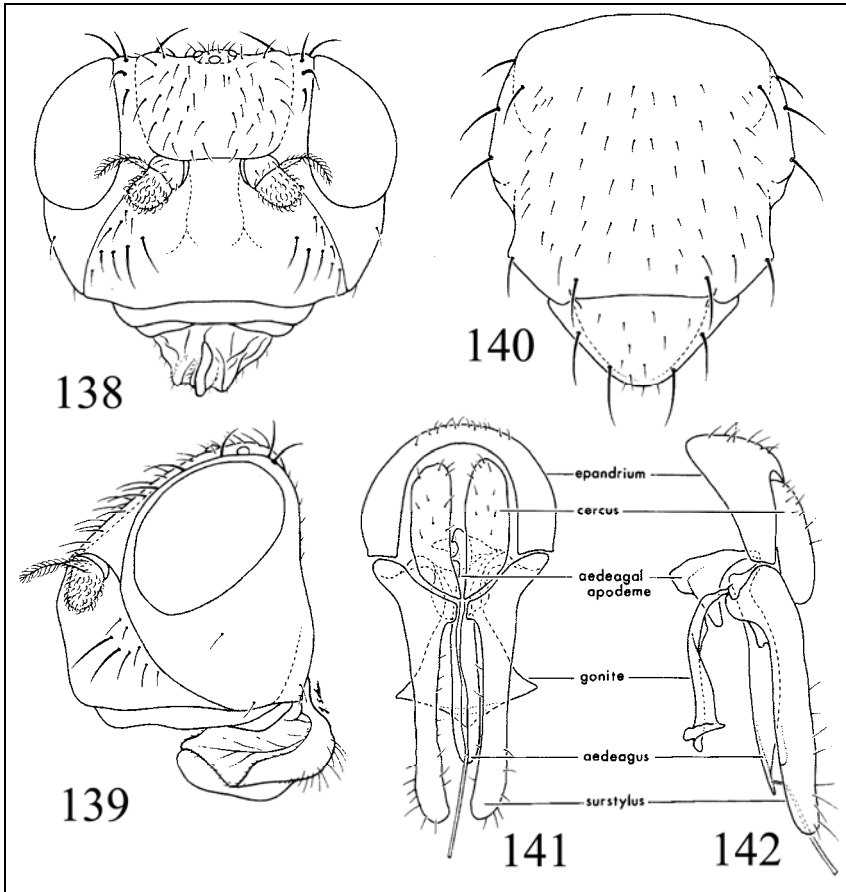 138
140
139
epandrium
cercus
aedeagal
apodeme
gonite
aedeagus
surstylus
141
142